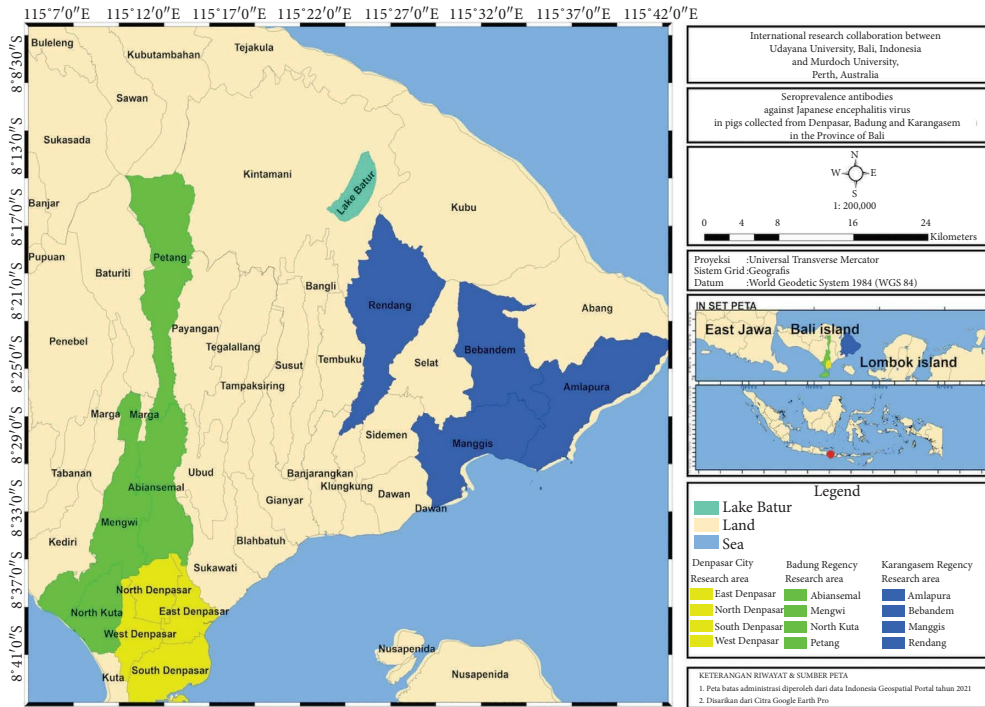 115°7′0″E 115°12′0″E 115°17′0″E 115°22′0″E 115°27′0″E 115°32′0″E 115°37′0″E 115°42′0″E
8°8′30″S
8°13′0″S
8°17′0″S
8°21′0″S
8°25′0″S
8°29′0″S
8°33′0″S
8°37′0″S
8°41′0″S
Buleleng
Kubutambahan
Tejakula
Sawan
Sukasada
Kintamani
Lake Batur
Banjar
Kubu
Pupuan
Baturiti
Petang
Bangli
Rendang
Abang
Penebel
Payangan
Tegalallang
Susut
Tembuku
Selat
Bebandem
Tampaksiring
Amlapura
Marga
Marga
Sidemen
Manggis
Tabanan
Abiansemal
Ubud
Banjarangkan
Klungkung
Gianyar
Dawan
Dawan
Mengwi
Kediri
Blahbatuh
Sukawati
North Denpasar
North Kuta
East Denpasar
West Denpasar
South Denpasar
Kuta
Nusapenida
Nusapenida
International research collaboration between
Udayana University, Bali, Indonesia
and Murdoch University,
Perth, Australia
Seroprevalence antibodies
against Japanese encephalitis virus
in pigs collected from Denpasar, Badung and Karangasem
in the Province of Bali
N
W E
S
1: 200,000
0 4 8 16 24
Kilometers
Proyeksi :Universal Transverse Mercator
Sistem Grid :Geografis
Datum :World Geodetic System 1984 (WGS 84)
IN SET PETA
East Jawa Bali island
Lombok island
Legend
Lake Batur
Land
Sea
Denpasar City
Research area
East Denpasar
North Denpasar
South Denpasar
West Denpasar
Badung Regency
Research area
Abiansemal
Mengwi
North Kuta
Petang
Karangasem Regency
Research area
Amlapura
Bebandem
Manggis
Rendang
KETERANGAN RIWAYAT & SUMBER PETA
1. Peta batas administrasi diperoleh dari data Indonesia Geospatial Portal tahun 2021
2. Disarikan dari Citra Google Earth Pro